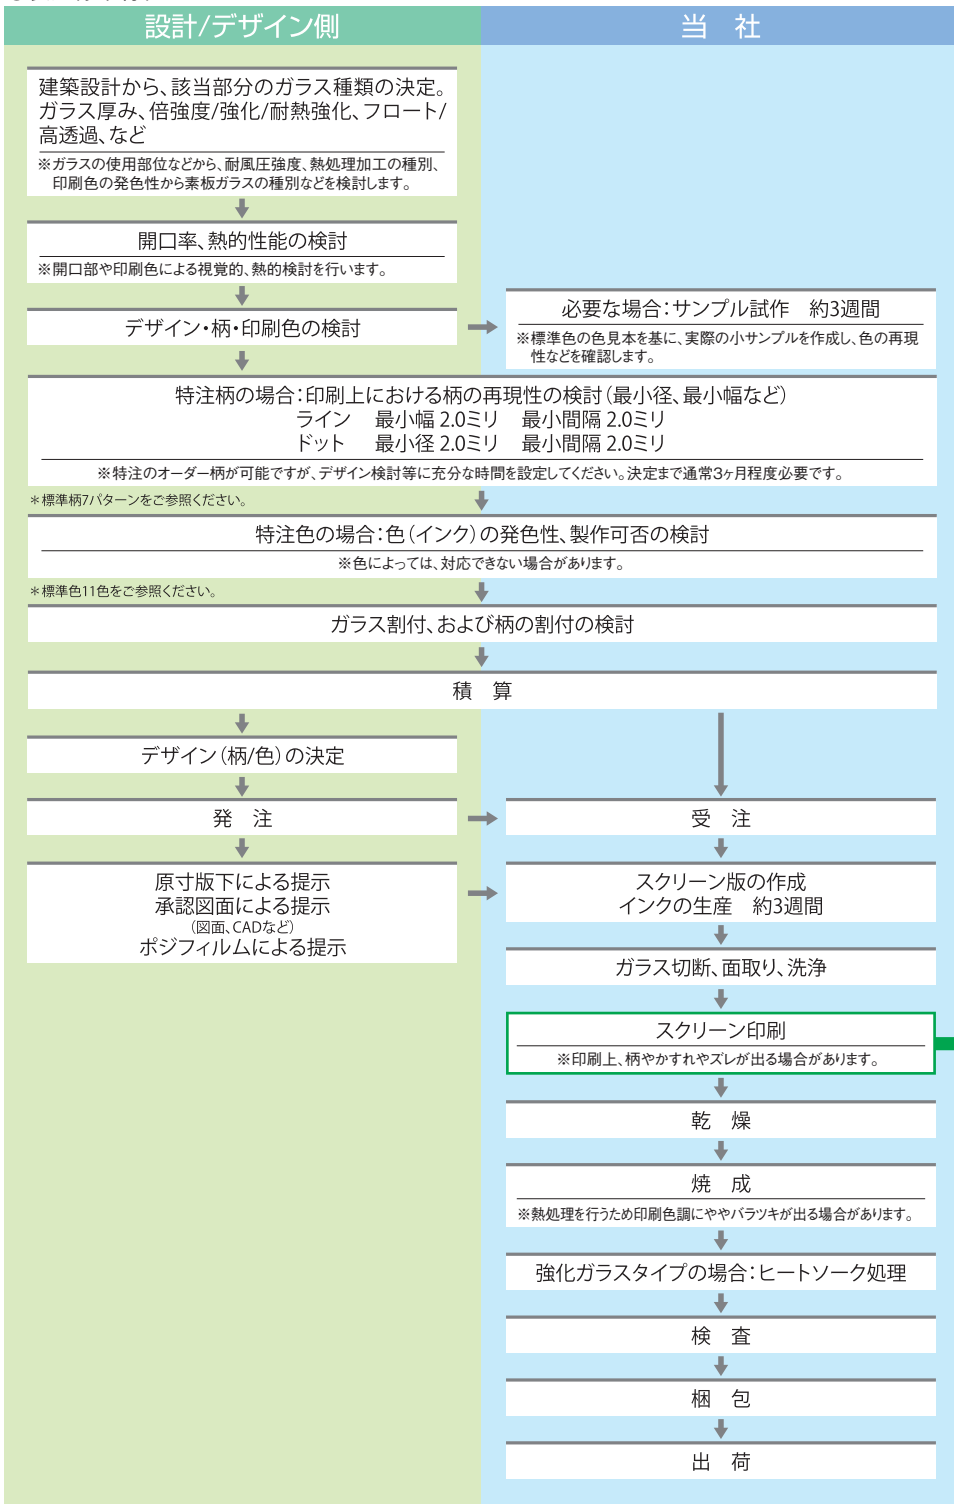 設計/デザイン側
当 社
建築設計から、該当部分のガラス種類の決定。
ガラス厚み、倍強度/強化/耐熱強化、フロート/
高透過、など
※ガラスの使用部位などから、耐風圧強度、熱処理加工の種別、
印刷色の発色性から素板ガラスの種別などを検討します。
開口率、熱的性能の検討
※開口部や印刷色による視覚的、熱的検討を行います。
デザイン・柄・印刷色の検討
必要な場合：サンプル試作 約3週間
※標準色の色見本を基に、実際の小サンプルを作成し、色の再現
性などを確認します。
特注柄の場合：印刷上における柄の再現性の検討（最小径、最小幅など）
ライン 最小幅 2.0ミリ 最小間隔 2.0ミリ
ドット 最小径 2.0ミリ 最小間隔 2.0ミリ
※特注のオーダー柄が可能ですが、デザイン検討等に充分な時間を設定してください。決定まで通常3ヶ月程度必要です。
＊標準柄7パターンをご参照ください。
特注色の場合：色（インク）の発色性、製作可否の検討
※色によっては、対応できない場合があります。
＊標準色11色をご参照ください。
ガラス割付、および柄の割付の検討
積 算
デザイン（柄/色）の決定
発 注
受 注
原寸版下による提示
承認図面による提示
（図面、CADなど）
ポジフィルムによる提示
スクリーン版の作成
インクの生産 約3週間
ガラス切断、面取り、洗浄
スクリーン印刷
※印刷上、柄やかすれやズレが出る場合があります。
乾 燥
焼 成
※熱処理を行うため印刷色調にややバラツキが出る場合があります。
強化ガラスタイプの場合：ヒートソーク処理
検 査
梱 包
出 荷